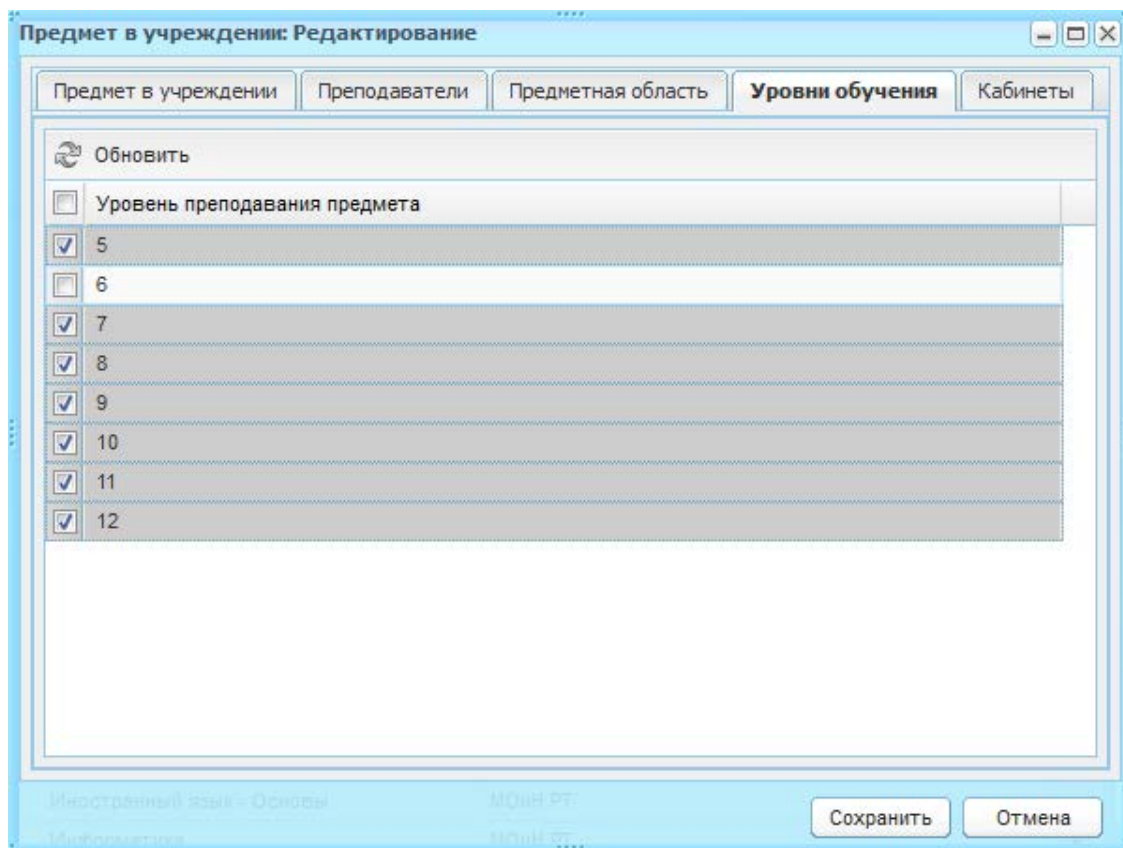 Предмет в учреждении: Редактирование
Предмет в учреждении Преподаватели Предметная область Уровни обучения Кабинеты
Обновить
Уровень преподавания предмета
5
6
7
8
9
10
11
12
Иностранный язык - Основы МОиН РТ
Сохранить Отмена
Информатика МОиН РТ